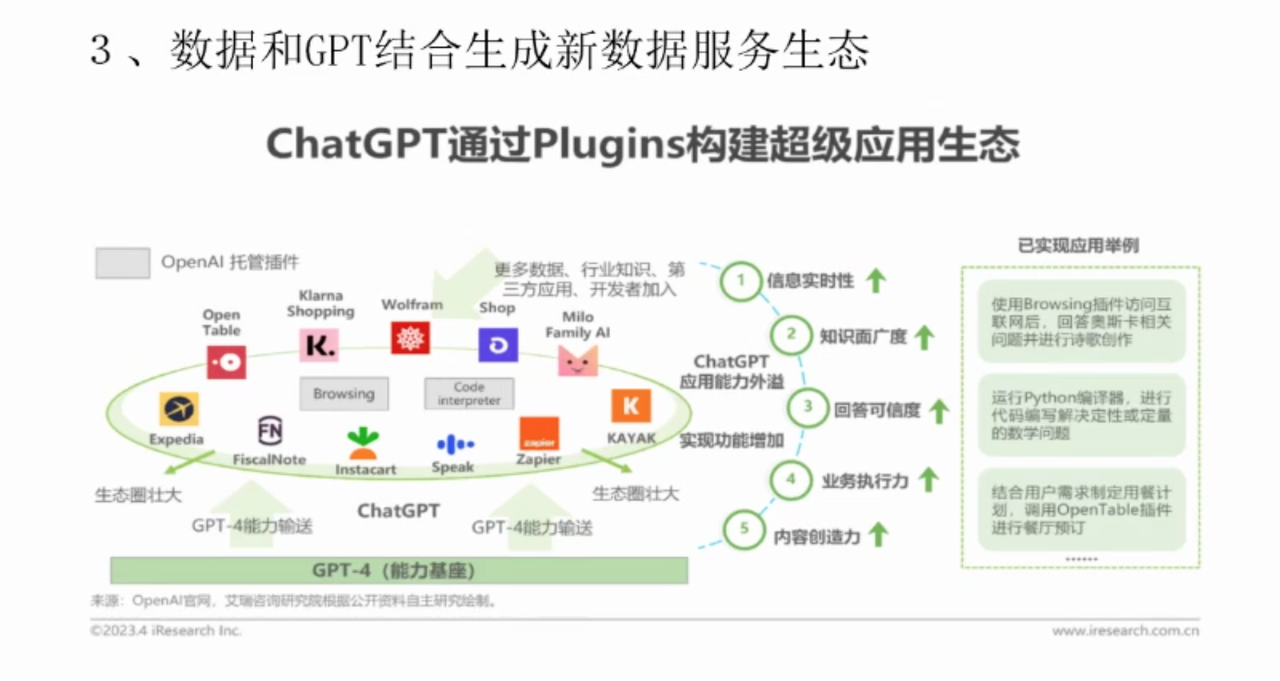 3、数据和GPT结合生成新数据服务生态
ChatGPT通过Plugins构建超级应用生态
OpenAI 托管插件
更多数据、行业知识、第
三方应用、开发者加入
Open
Table
Klarna
Shopping
K.
Wolfram
Shop
Milo
Family AI
Browsing
Code
interpreter
Expedia
FN
FiscalNote
Instacart
Speak
zapier
Zapier
K
KAYAK
生态圈壮大
生态圈壮大
GPT-4能力输送
ChatGPT
GPT-4能力输送
GPT-4（能力基座）
ChatGPT
应用能力外溢
实现功能增加
1 信息实时性
2 知识面广度
3 回答可信度
4 业务执行力
5 内容创造力
已实现应用举例
使用Browsing插件访问互
联网后，回答奥斯卡相关
问题并进行诗歌创作
运行Python编译器，进行
代码编写解决定性或定量
的数学问题
结合用户需求制定用餐计
划，调用OpenTable插件
进行餐厅预订
......
来源：OpenAI官网，艾瑞咨询研究院根据公开资料自主研究绘制。
©2023.4 iResearch Inc.
www.iresearch.com.cn